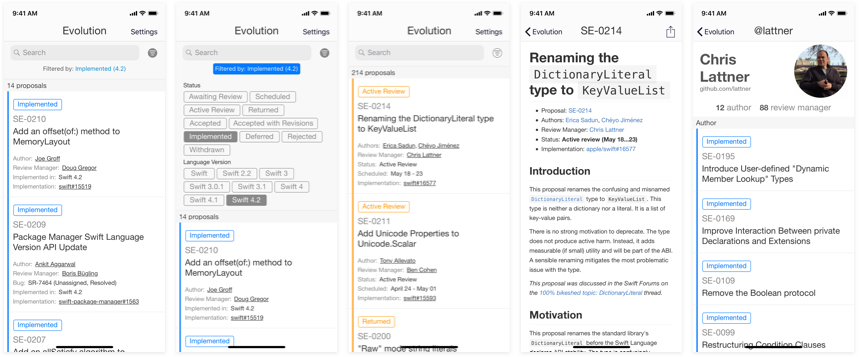 9:41 AM
Evolution
Settings
Search
Filtered by: Implemented (4.2)
14 proposals
Implemented
SE-0210
Add an offset(of:) method to
MemoryLayout
Author: Joe Groff
Review Manager: Doug Gregor
Implemented in: Swift 4.2
Implementation: swift#15519
Implemented
SE-0209
Package Manager Swift Language
Version API Update
Author: Ankit Aggarwal
Review Manager: Boris Bügling
Bug: SR-7464 (Unassigned, Resolved)
Implemented in: Swift 4.2
Implementation: swift-package-manager#1563
Implemented
SE-0207
Add an allSatisfy algorithm to
9:41 AM
Evolution
Settings
Search
Filtered by: Implemented (4.2)
Status
Awaiting Review
Scheduled
Active Review
Returned
Accepted
Accepted with Revisions
Implemented
Deferred
Rejected
Withdrawn
Language Version
Swift
Swift 2.2
Swift 3
Swift 3.0.1
Swift 3.1
Swift 4
Swift 4.1
Swift 4.2
14 proposals
Implemented
SE-0210
Add an offset(of:) method to
MemoryLayout
Author: Joe Groff
Review Manager: Doug Gregor
Implemented in: Swift 4.2
Implementation: swift#15519
Implemented
9:41 AM
Evolution
Settings
Search
214 proposals
Active Review
SE-0214
Renaming the DictionaryLiteral type
to KeyValueList
Authors: Erica Sadun, Chéyo Jiménez
Review Manager: Chris Lattner
Status: Active Review
Scheduled: May 18 - 23
Implementation: swift#16577
Active Review
SE-0211
Add Unicode Properties to
Unicode.Scalar
Author: Tony Allevato
Review Manager: Ben Cohen
Status: Active Review
Scheduled: April 24 - May 01
Implementation: swift#15593
Returned
SE-0200
"Raw" mode string literals
9:41 AM
Evolution
SE-0214
Renaming the
DictionaryLiteral
type to KeyValueList
Proposal: SE-0214
Authors: Erica Sadun, Chéyo Jiménez
Review Manager: Chris Lattner
Status: Active review (May 18...23)
Implementation: apple/swift#16577
Introduction
This proposal renames the confusing and misnamed
DictionaryLiteral type to KeyValueList. This
type is neither a dictionary nor a literal. It is a list of
key-value pairs.
There is no strong motivation to deprecate. The type
does not produce active harm. Instead, it adds
measurable (if small) utility and will be part of the ABI.
A sensible renaming mitigates the most problematic
issue with the type.
This proposal was discussed in the Swift Forums on
the 100% bikeshed topic: DictionaryLiteral thread.
Motivation
This proposal renames the standard library's
DictionaryLiteral before the Swift Language
9:41 AM
Evolution
@lattner
Chris
Lattner
github.com/lattner
12 author 88 review manager
Author
Implemented
SE-0195
Introduce User-defined "Dynamic
Member Lookup" Types
Implemented
SE-0169
Improve Interaction Between private
Declarations and Extensions
Implemented
SE-0109
Remove the Boolean protocol
Implemented
SE-0099
Restructuring Condition Clauses